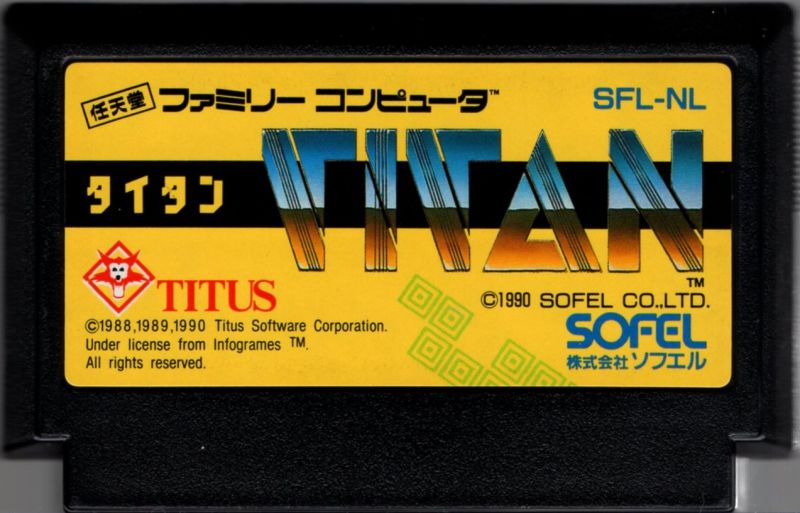 任天堂 ファミリーコンピュータ™ SFL-NL
タイタン TITAN™
TITUS
©1988,1989,1990 Titus Software Corporation.
Under license from Infogrames ™.
All rights reserved.
©1990 SOFEL CO.,LTD.
SOFEL
株式会社ソフエル